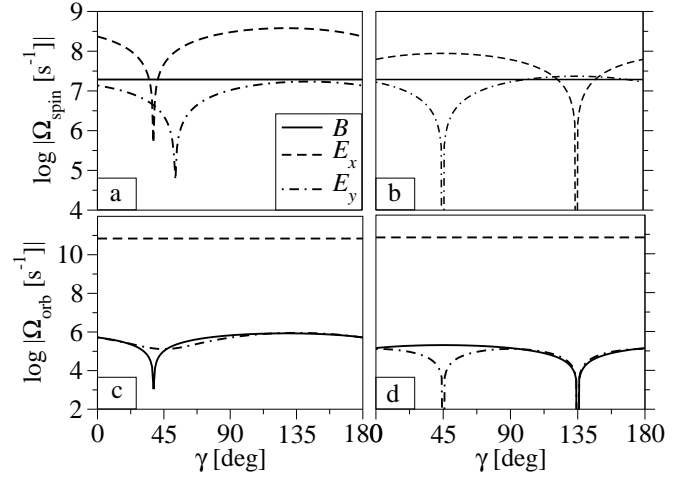 9
8
7
6
5
4
log |Ω_spin [s⁻¹]|
a
b
B
E_x
E_y
10
8
6
4
2
log |Ω_orb [s⁻¹]|
c
d
0
45
90
135
180
0
45
90
135
180
γ [deg]
γ [deg]